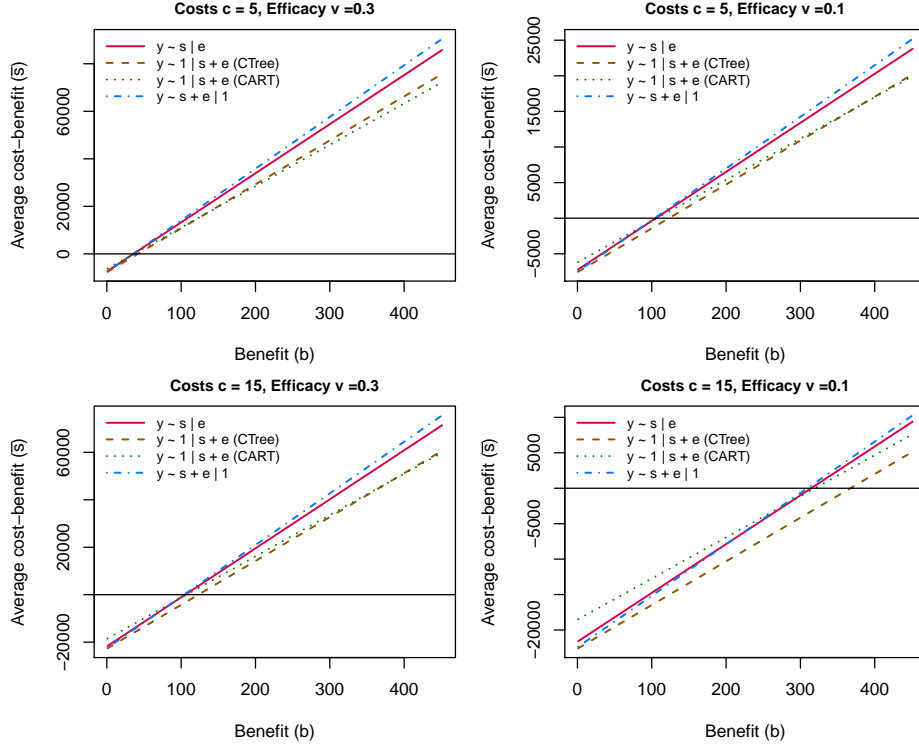 Costs c = 5, Efficacy v =0.3
y ~ s | e
y ~ 1 | s + e (CTree)
y ~ 1 | s + e (CART)
y ~ s + e | 1
Average cost−benefit (s̅)
0
20000
60000
0
100
200
300
400
Benefit (b)
Costs c = 5, Efficacy v =0.1
y ~ s | e
y ~ 1 | s + e (CTree)
y ~ 1 | s + e (CART)
y ~ s + e | 1
Average cost−benefit (s̅)
−5000
5000
15000
25000
0
100
200
300
400
Benefit (b)
Costs c = 15, Efficacy v =0.3
y ~ s | e
y ~ 1 | s + e (CTree)
y ~ 1 | s + e (CART)
y ~ s + e | 1
Average cost−benefit (s̅)
−20000
20000
60000
0
100
200
300
400
Benefit (b)
Costs c = 15, Efficacy v =0.1
y ~ s | e
y ~ 1 | s + e (CTree)
y ~ 1 | s + e (CART)
y ~ s + e | 1
Average cost−benefit (s̅)
−20000
−5000
5000
0
100
200
300
400
Benefit (b)